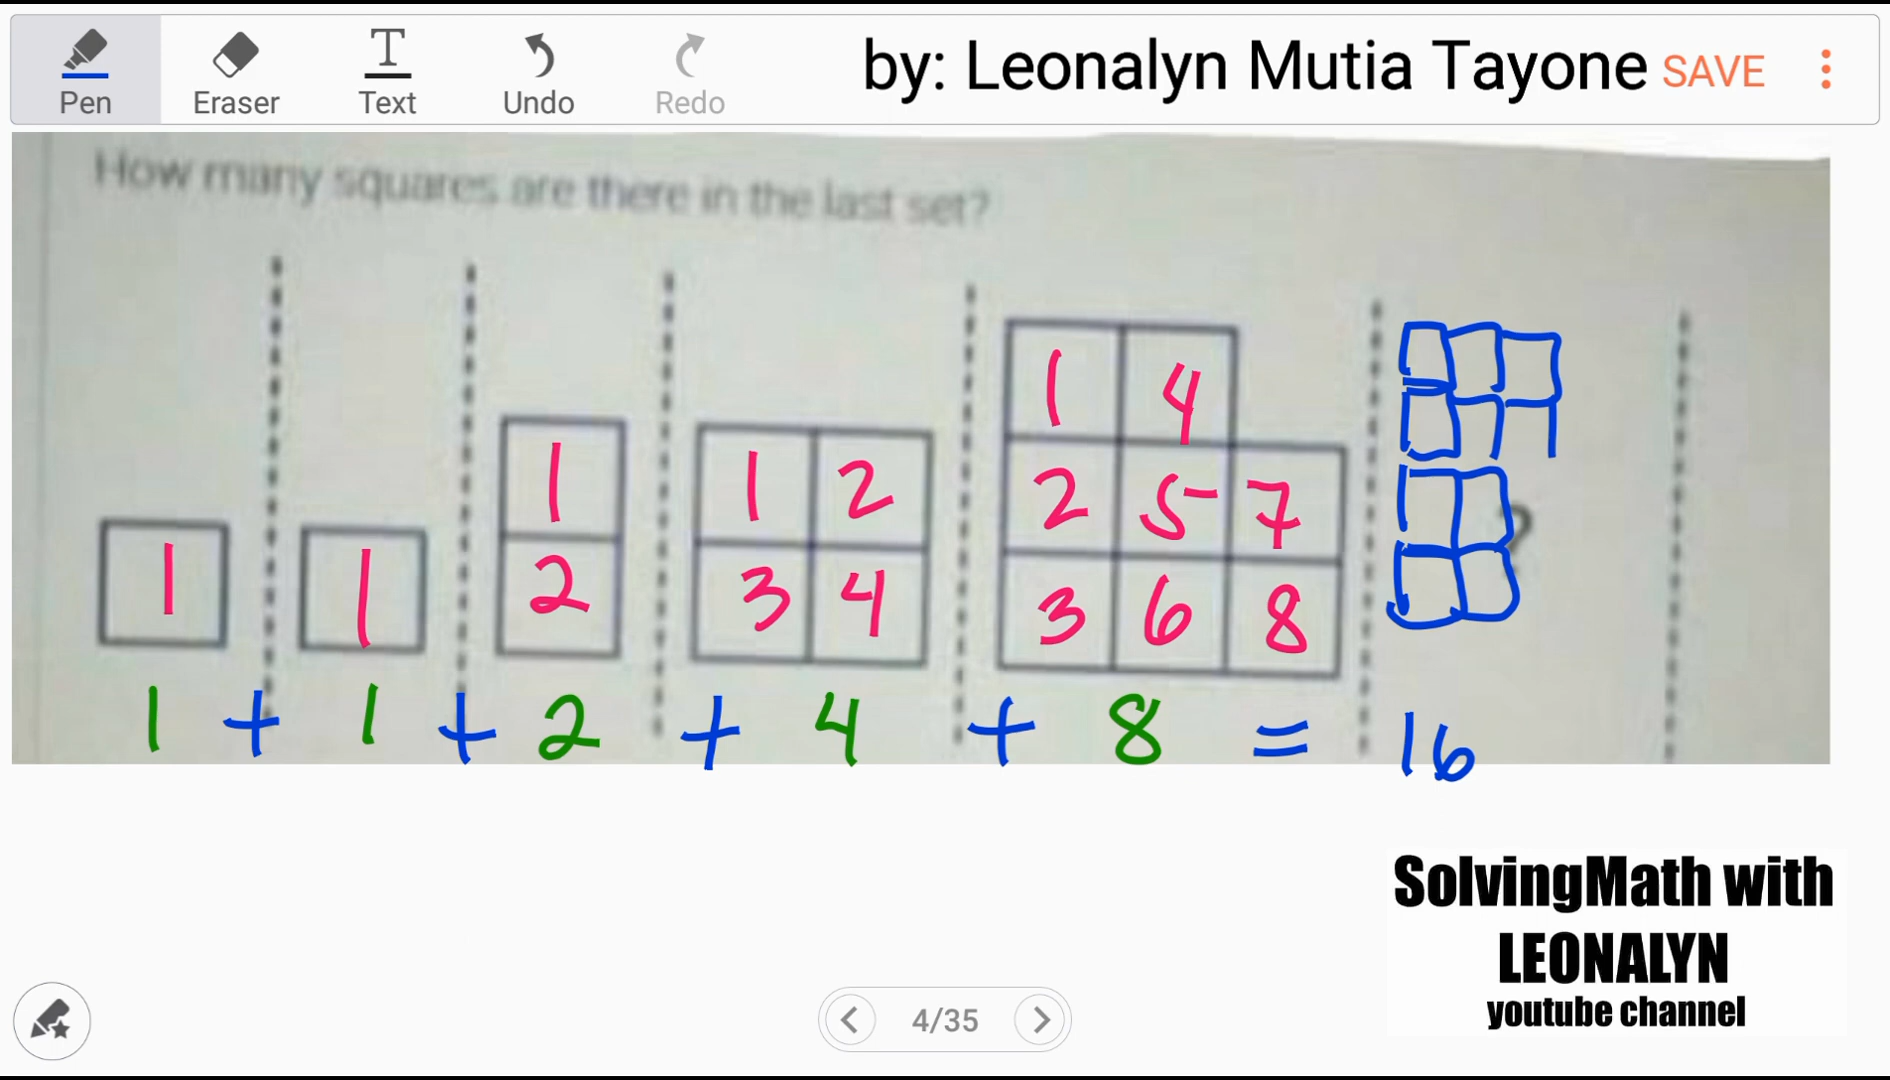 Pen Eraser Text Undo Redo by: Leonalyn Mutia Tayone SAVE
How many squares are there in the last set?
1 4
1 1 2 2 5 7
1 1 2 3 4 3 6 8 ?
1 + 1 + 2 + 4 + 8 = 16
SolvingMath with
LEONALYN
youtube channel
4/35